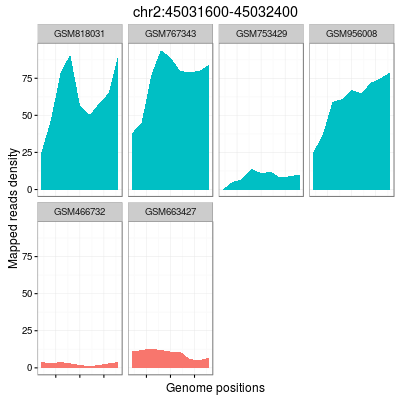 chr2:45031600-45032400
GSM818031 GSM767343 GSM753429 GSM956008
75
50
25
0
GSM466732 GSM663427
75
50
25
0
Mapped reads density
Genome positions